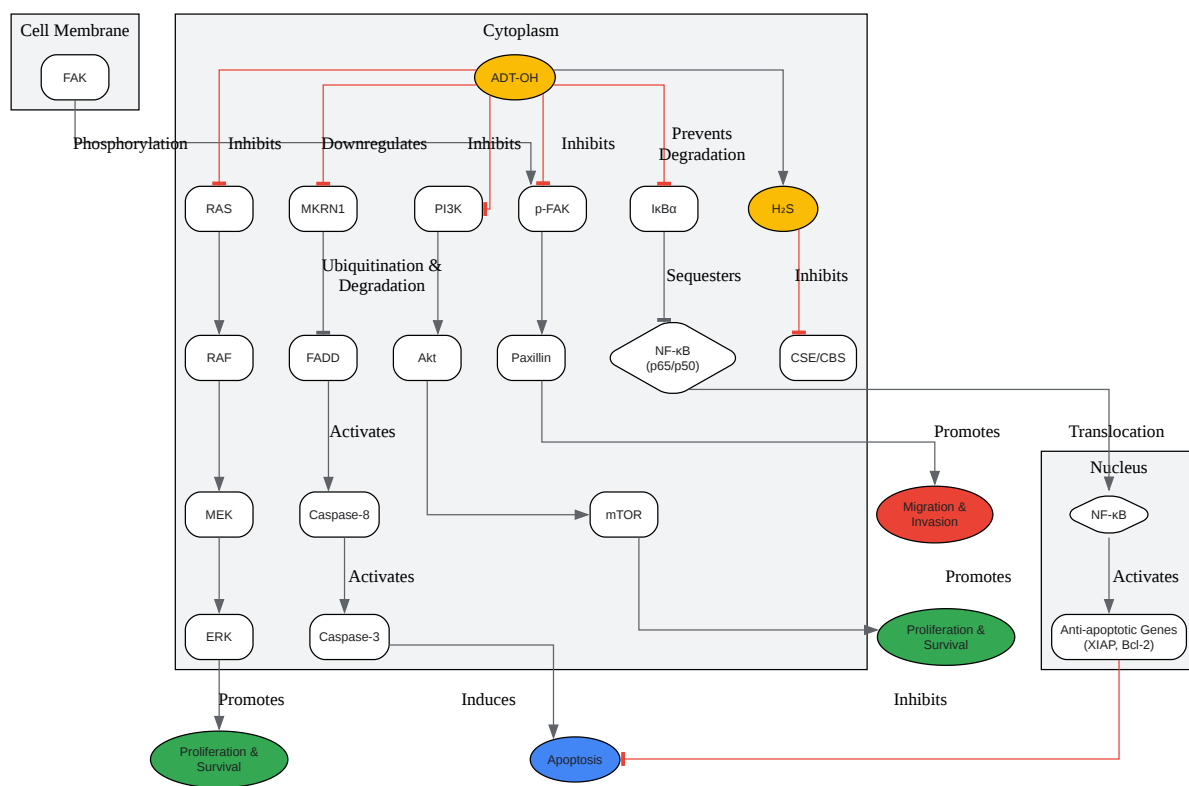 Cell Membrane
Cytoplasm
FAK
ADT-OH
Phosphorylation
Inhibits
Downregulates
Inhibits
Inhibits
Prevents
Degradation
RAS
MKRN1
PI3K
p-FAK
IκBα
H₂S
Ubiquitination &
Degradation
Sequesters
Inhibits
RAF
FADD
Akt
Paxillin
NF-κB
(p65/p50)
CSE/CBS
Activates
Promotes
Translocation
Nucleus
MEK
Caspase-8
mTOR
Migration &
Invasion
NF-κB
Activates
Promotes
Activates
ERK
Caspase-3
Proliferation &
Survival
Anti-apoptotic Genes
(XIAP, Bcl-2)
Promotes
Induces
Inhibits
Proliferation &
Survival
Apoptosis